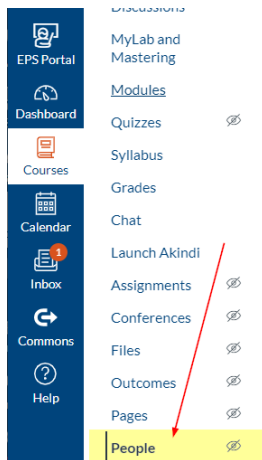 Discussions
EPS Portal
Dashboard
Courses
Calendar
1
Inbox
Commons
Help
MyLab and
Mastering
Modules
Quizzes
Syllabus
Grades
Chat
Launch Akindi
Assignments
Conferences
Files
Outcomes
Pages
People